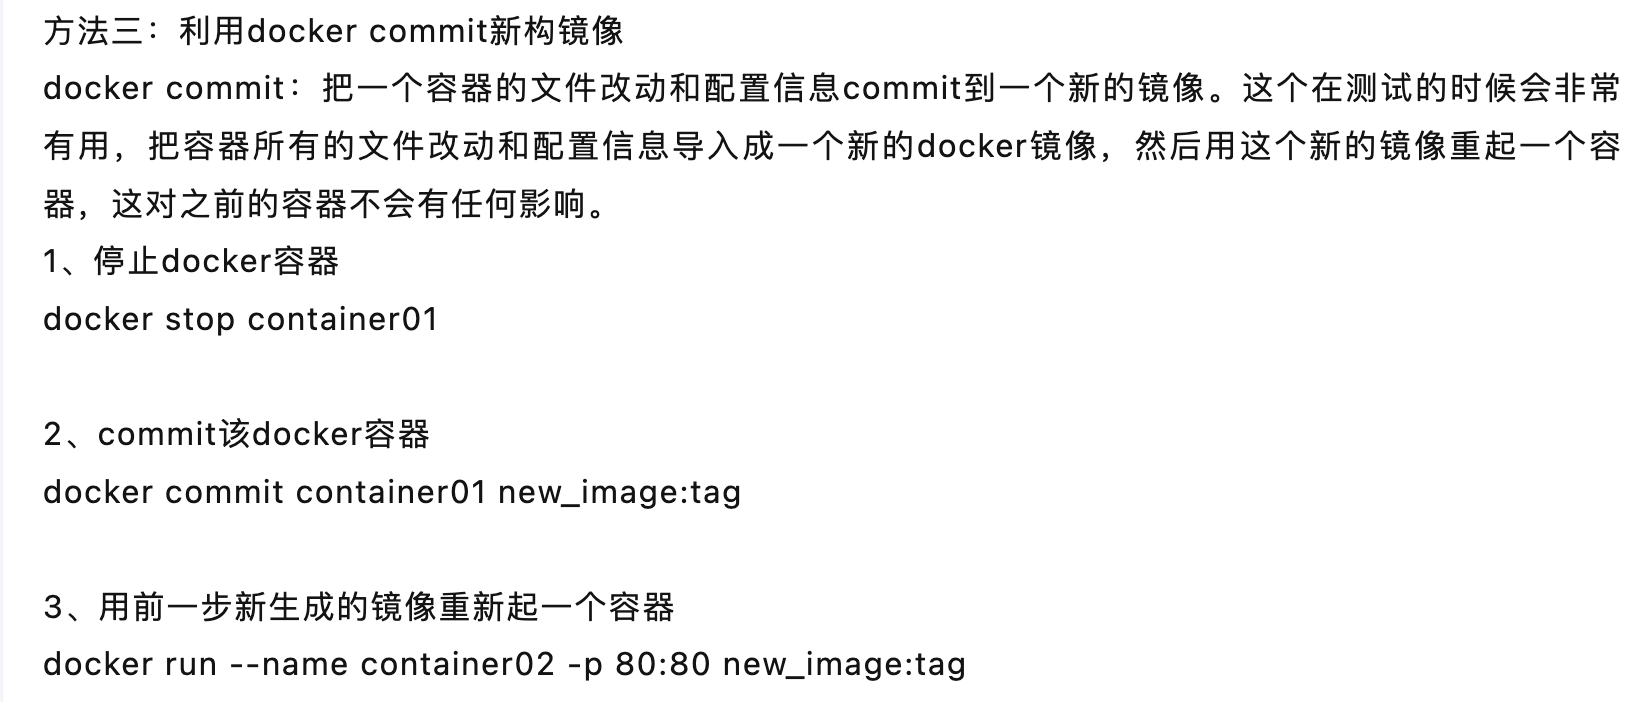 方法三：利用docker commit新构镜像
docker commit：把一个容器的文件改动和配置信息commit到一个新的镜像。这个在测试的时候会非常
有用，把容器所有的文件改动和配置信息导入成一个新的docker镜像，然后用这个新的镜像重起一个容
器，这对之前的容器不会有任何影响。
1、停止docker容器
docker stop container01
2、commit该docker容器
docker commit container01 new_image:tag
3、用前一步新生成的镜像重新起一个容器
docker run --name container02 -p 80:80 new_image:tag